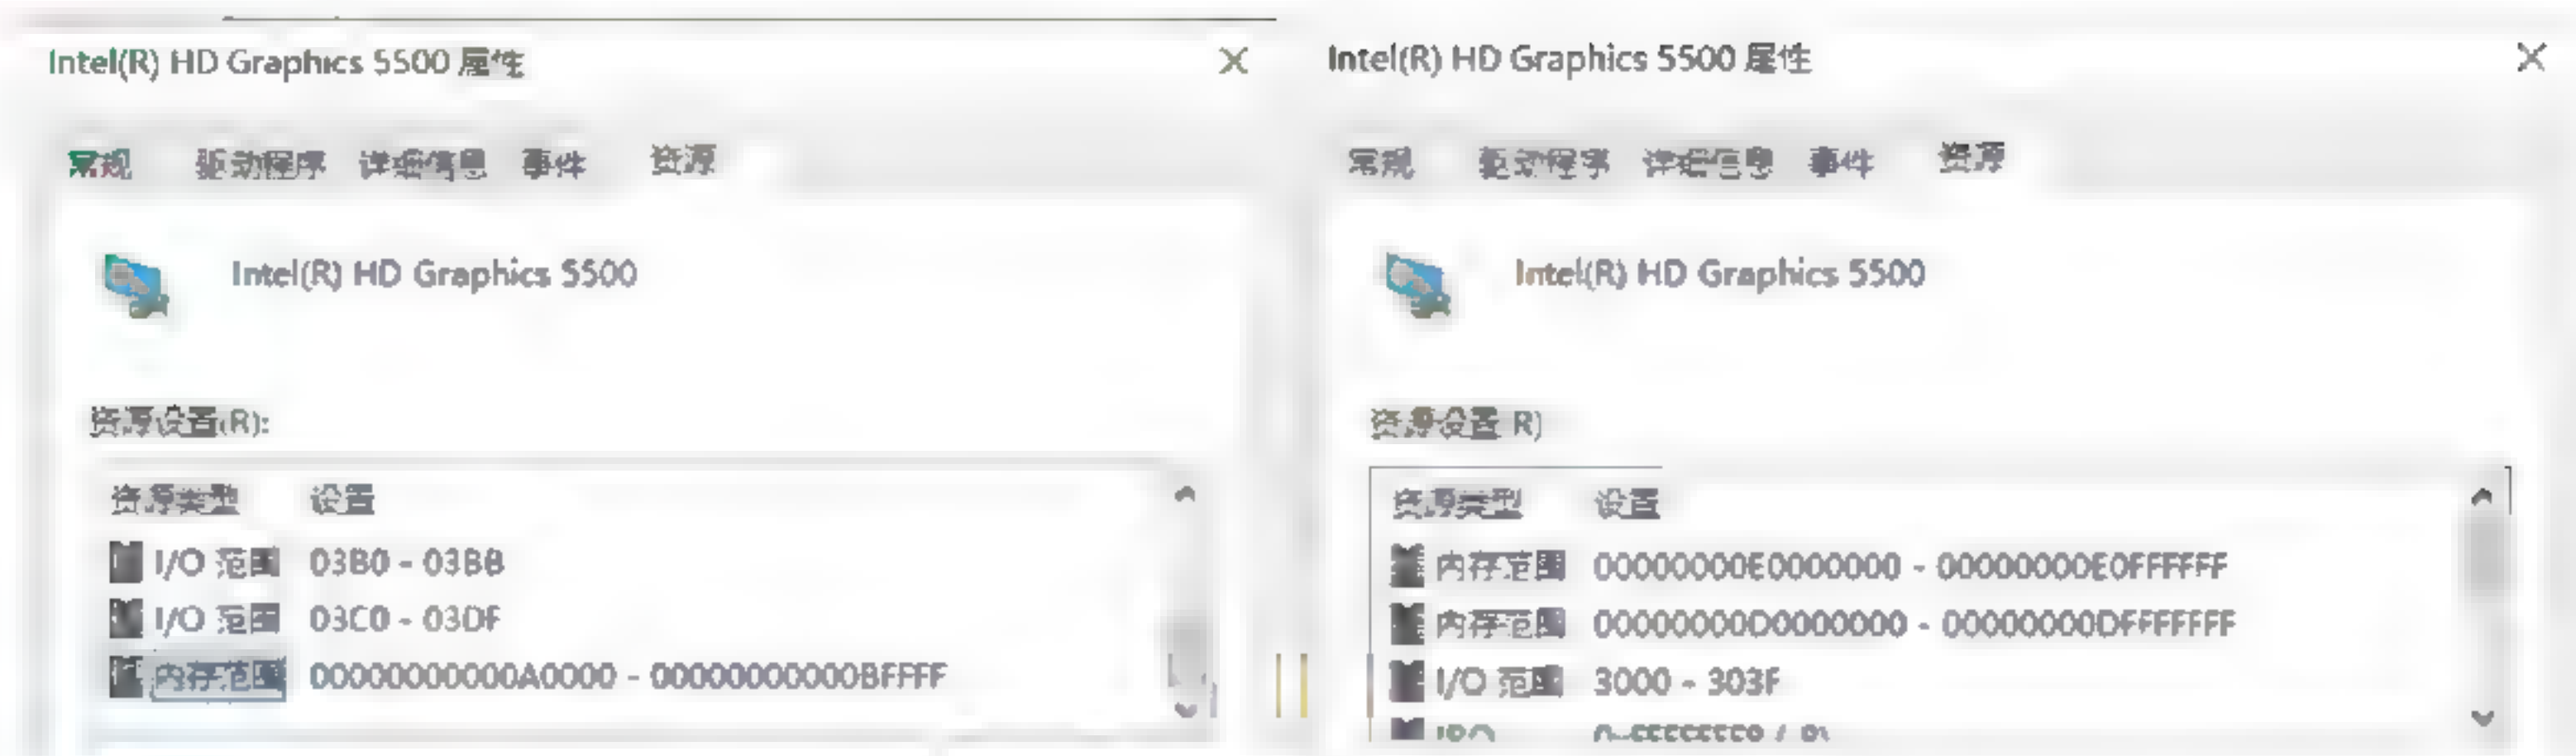 Intel(R) HD Graphics 5500 属性
常规 驱动程序 详细信息 事件 资源
Intel(R) HD Graphics 5500
资源设置(R):
资源类型 设置
I/O 范围 03B0 - 03BB
I/O 范围 03C0 - 03DF
内存范围 00000000000A0000 - 00000000000BFFFF
Intel(R) HD Graphics 5500 属性
常规 驱动程序 详细信息 事件 资源
Intel(R) HD Graphics 5500
资源设置 R)
资源类型 设置
内存范围 00000000E0000000 - 00000000E0FFFFFF
内存范围 00000000D0000000 - 00000000DFFFFFFF
I/O 范围 3000 - 303F